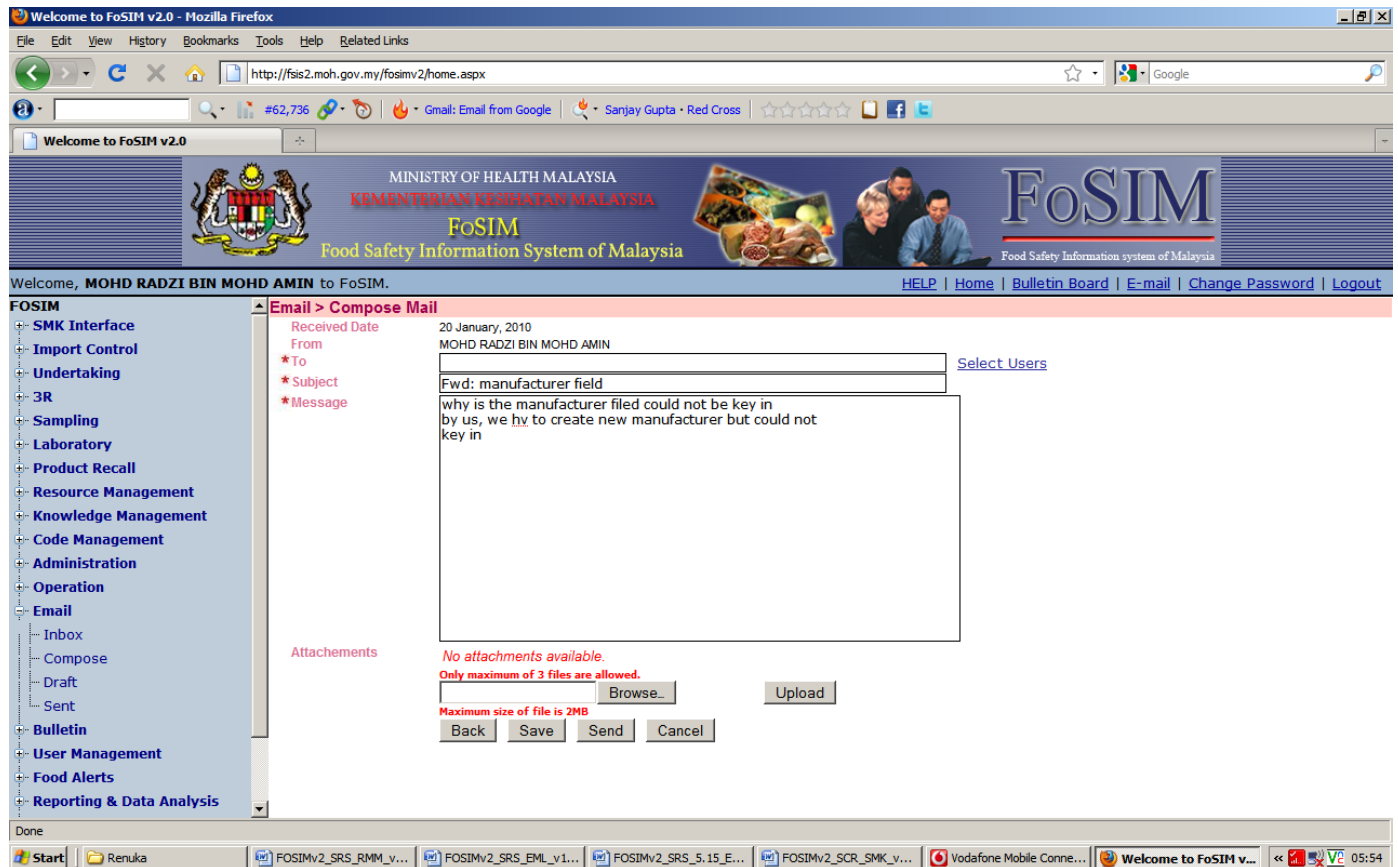 Welcome to FoSIM v2.0 - Mozilla Firefox
File Edit View History Bookmarks Tools Help Related Links
http://fsis2.moh.gov.my/fosimv2/home.aspx
Google
#62,736 Gmail: Email from Google Sanjay Gupta · Red Cross
Welcome to FoSIM v2.0
MINISTRY OF HEALTH MALAYSIA
KEMENTERIAN KESIHATAN MALAYSIA
FoSIM
Food Safety Information System of Malaysia
FoSIM
Food Safety Information system of Malaysia
Welcome, MOHD RADZI BIN MOHD AMIN to FoSIM.
HELP | Home | Bulletin Board | E-mail | Change Password | Logout
FOSIM
SMK Interface
Import Control
Undertaking
3R
Sampling
Laboratory
Product Recall
Resource Management
Knowledge Management
Code Management
Administration
Operation
Email
Inbox
Compose
Draft
Sent
Bulletin
User Management
Food Alerts
Reporting & Data Analysis
Email > Compose Mail
Received Date 20 January, 2010
From MOHD RADZI BIN MOHD AMIN
*To Select Users
*Subject Fwd: manufacturer field
*Message why is the manufacturer filed could not be key in
by us, we hv to create new manufacturer but could not
key in
Attachements No attachments available.
Only maximum of 3 files are allowed.
Browse... Upload
Maximum size of file is 2MB
Back Save Send Cancel
Done
Start Renuka FOSIMv2_SRS_RMM_v... FOSIMv2_SRS_EML_v1... FOSIMv2_SRS_5.15_E... FOSIMv2_SCR_SMK_v... Vodafone Mobile Conne... Welcome to FoSIM v... 05:54